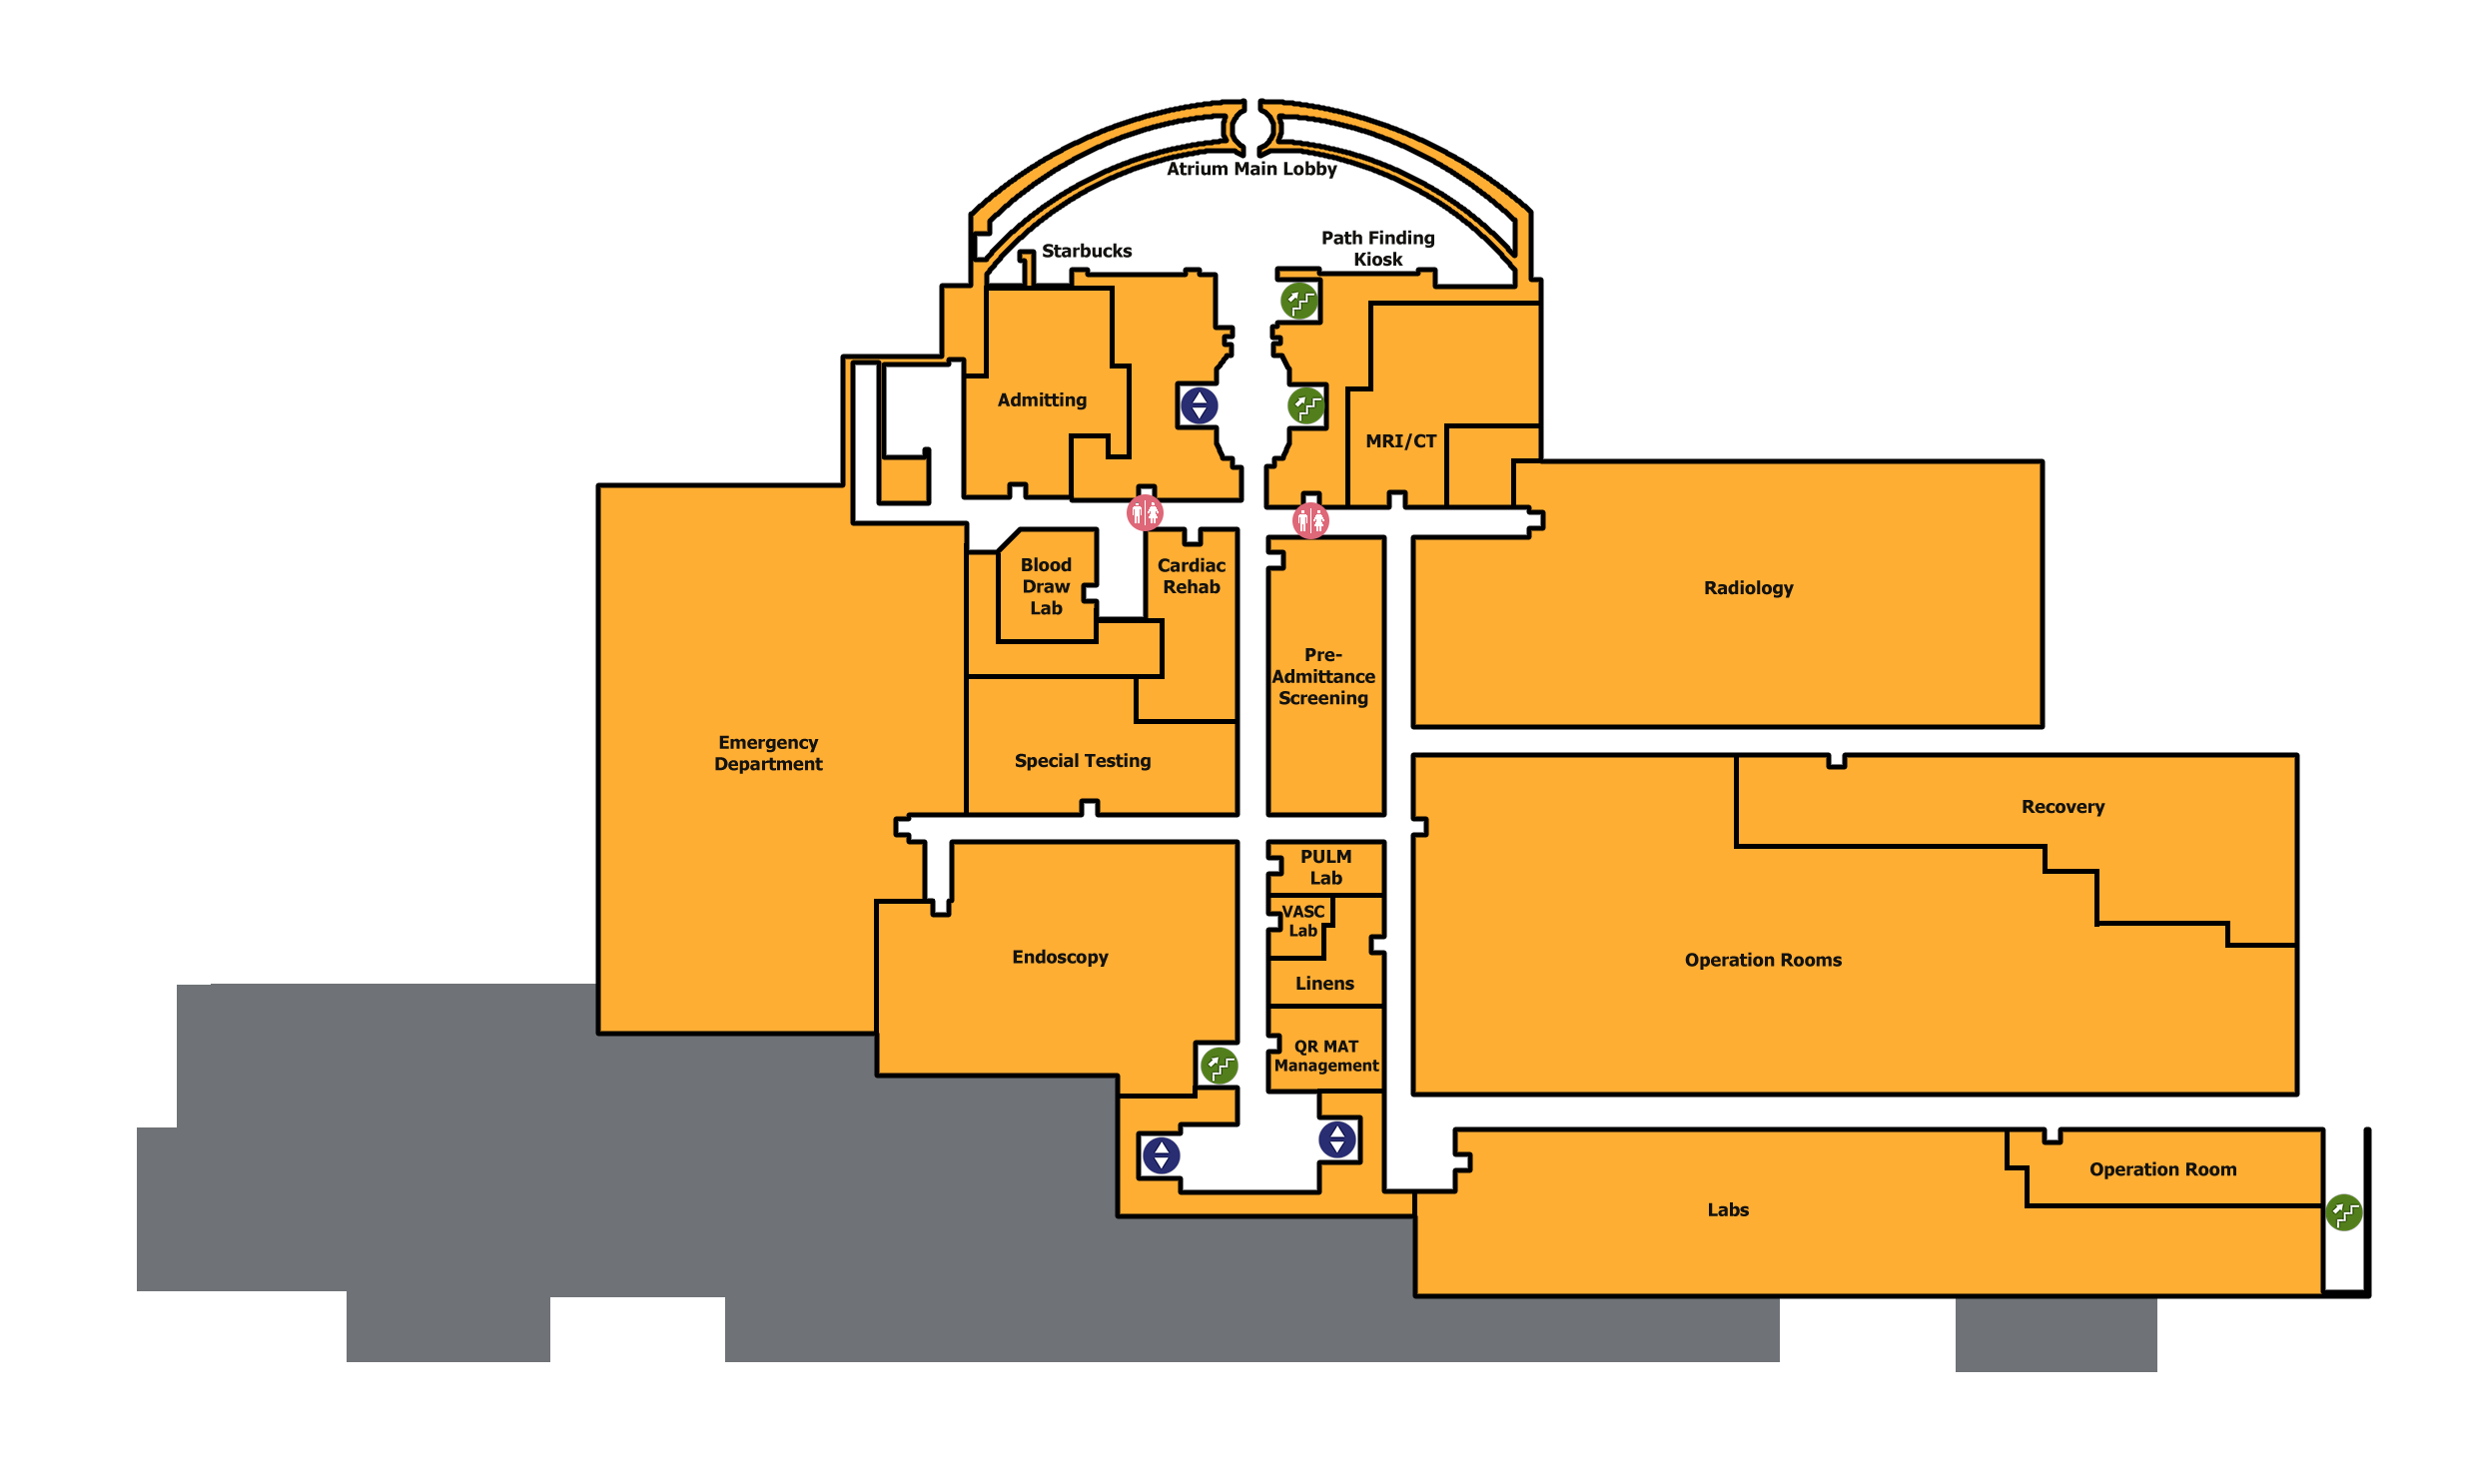 Atrium Main Lobby
Path Finding
Kiosk
Starbucks
Admitting
MRI/CT
Blood
Draw
Lab
Cardiac
Rehab
Radiology
Pre-
Admittance
Screening
Emergency
Department
Special Testing
Recovery
PULM
Lab
VASC
Lab
Endoscopy
Operation Rooms
Linens
QR MAT
Management
Operation Room
Labs